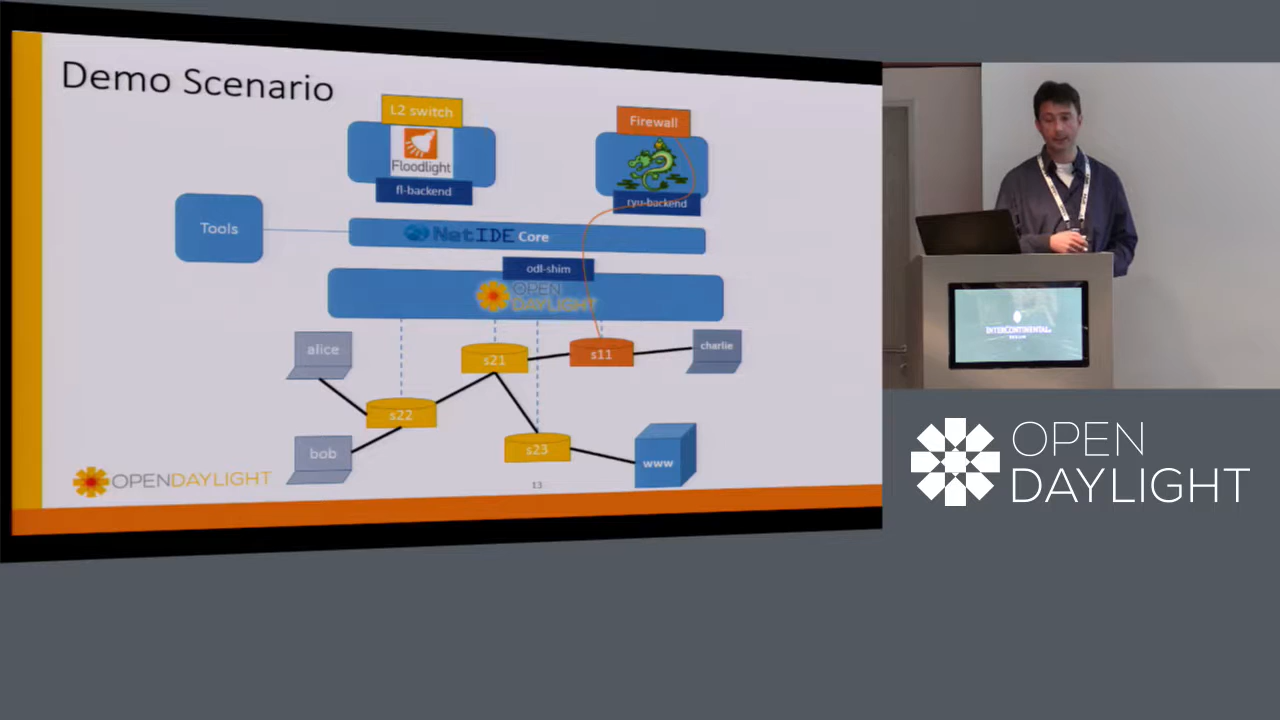 Demo Scenario
L2 switch
Floodlight
fl-backend
Firewall
ryu-backend
Tools
NetIDE Core
odl-shim
OPEN
DAYLIGHT
alice
s21
s11
charlie
s22
bob
s23
www
OPENDAYLIGHT
13
INTERCONTINENTAL
OPEN
DAYLIGHT